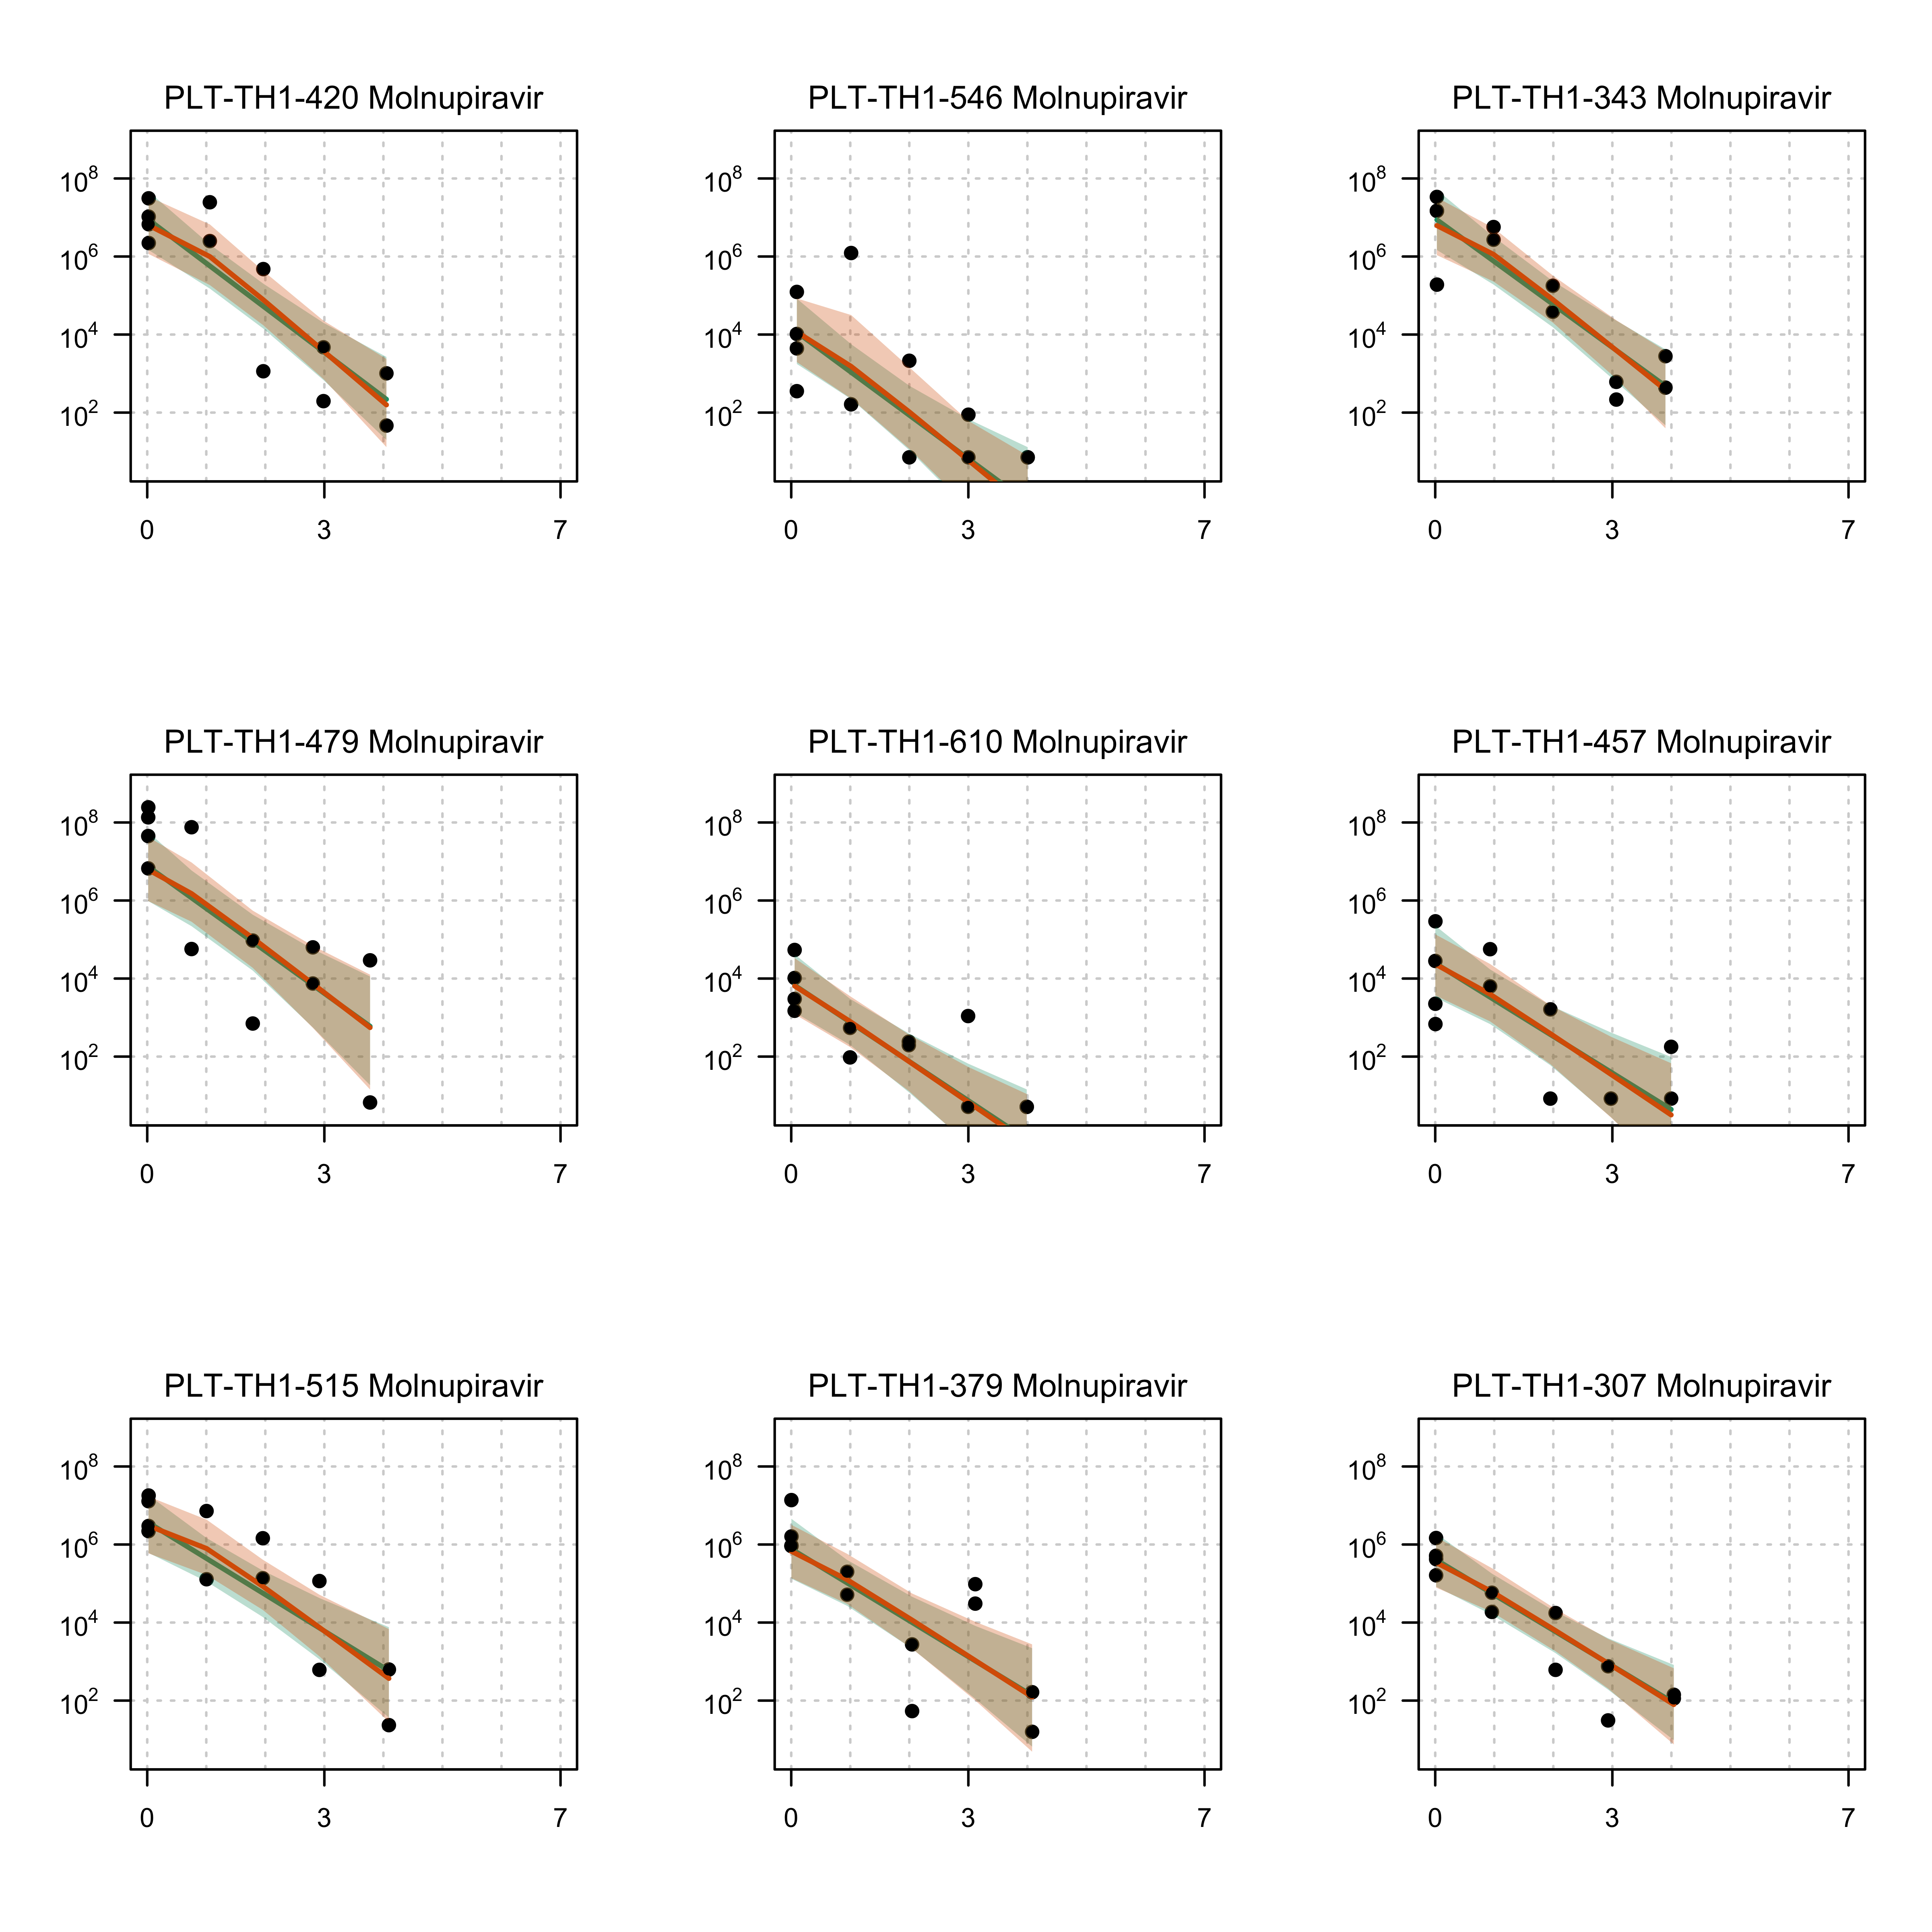 PLT-TH1-420 Molnupiravir
10^8
10^6
10^4
10^2
0 3 7
PLT-TH1-546 Molnupiravir
10^8
10^6
10^4
10^2
0 3 7
PLT-TH1-343 Molnupiravir
10^8
10^6
10^4
10^2
0 3 7
PLT-TH1-479 Molnupiravir
10^8
10^6
10^4
10^2
0 3 7
PLT-TH1-610 Molnupiravir
10^8
10^6
10^4
10^2
0 3 7
PLT-TH1-457 Molnupiravir
10^8
10^6
10^4
10^2
0 3 7
PLT-TH1-515 Molnupiravir
10^8
10^6
10^4
10^2
0 3 7
PLT-TH1-379 Molnupiravir
10^8
10^6
10^4
10^2
0 3 7
PLT-TH1-307 Molnupiravir
10^8
10^6
10^4
10^2
0 3 7